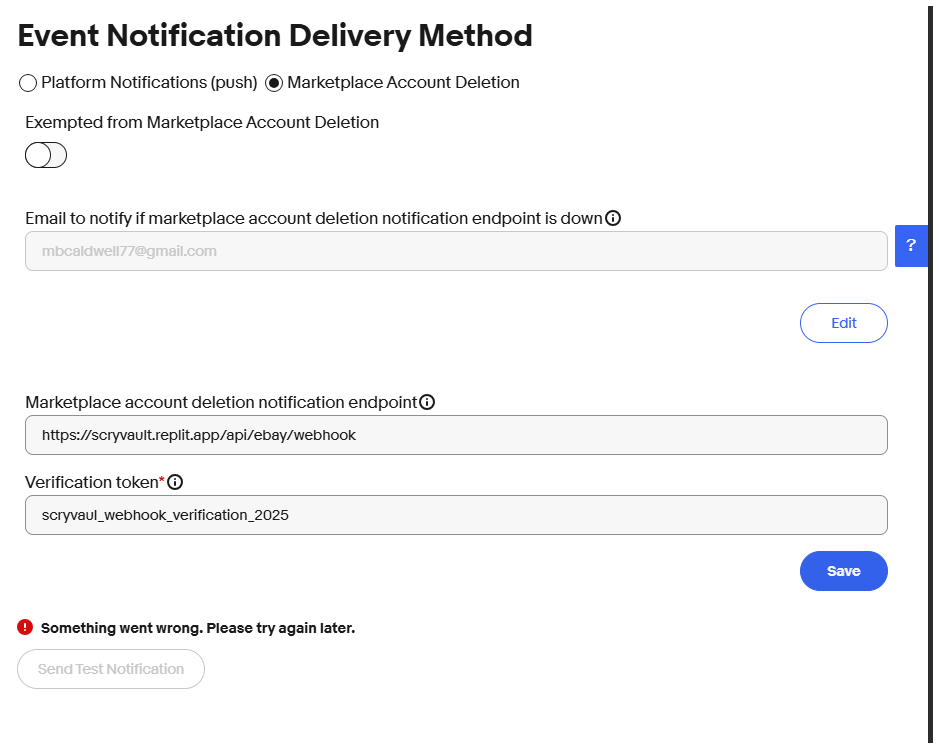 Event Notification Delivery Method
Platform Notifications (push) Marketplace Account Deletion
Exempted from Marketplace Account Deletion
Email to notify if marketplace account deletion notification endpoint is down
mbcaldwell77@gmail.com
?
Edit
Marketplace account deletion notification endpoint
https://scryvault.replit.app/api/ebay/webhook
Verification token*
scryvaul_webhook_verification_2025
Save
Something went wrong. Please try again later.
Send Test Notification